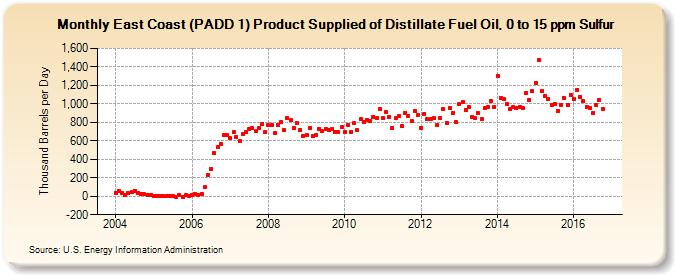 Monthly East Coast (PADD 1) Product Supplied of Distillate Fuel Oil, 0 to 15 ppm Sulfur
Thousand Barrels per Day
1,600
1,400
1,200
1,000
800
600
400
200
0
-200
2004 2006 2008 2010 2012 2014 2016
Source: U.S. Energy Information Administration